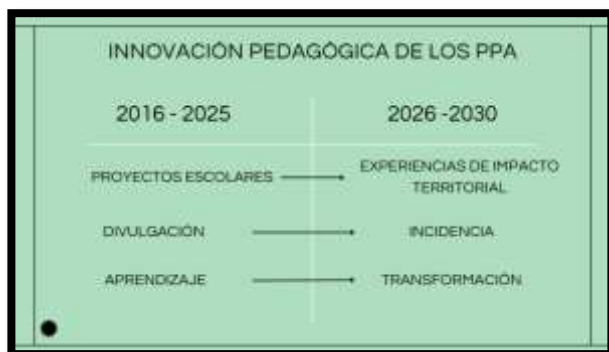 INNOVACIÓN PEDAGÓGICA DE LOS PPA
2016 - 2025 2026 -2030
PROYECTOS ESCOLARES EXPERIENCIAS DE IMPACTO
TERRITORIAL
DIVULGACIÓN INCIDENCIA
APRENDIZAJE TRANSFORMACIÓN